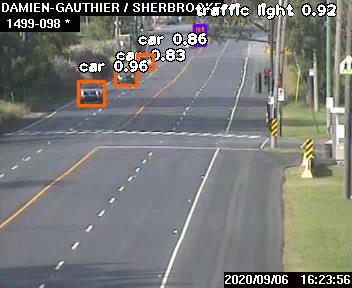 DAMIEN-GAUTHIER / SHERBRO
traffic light 0.92
1499-098 *
car 0.86
car 0.83
car 0.96
2020/09/06 16:23:56